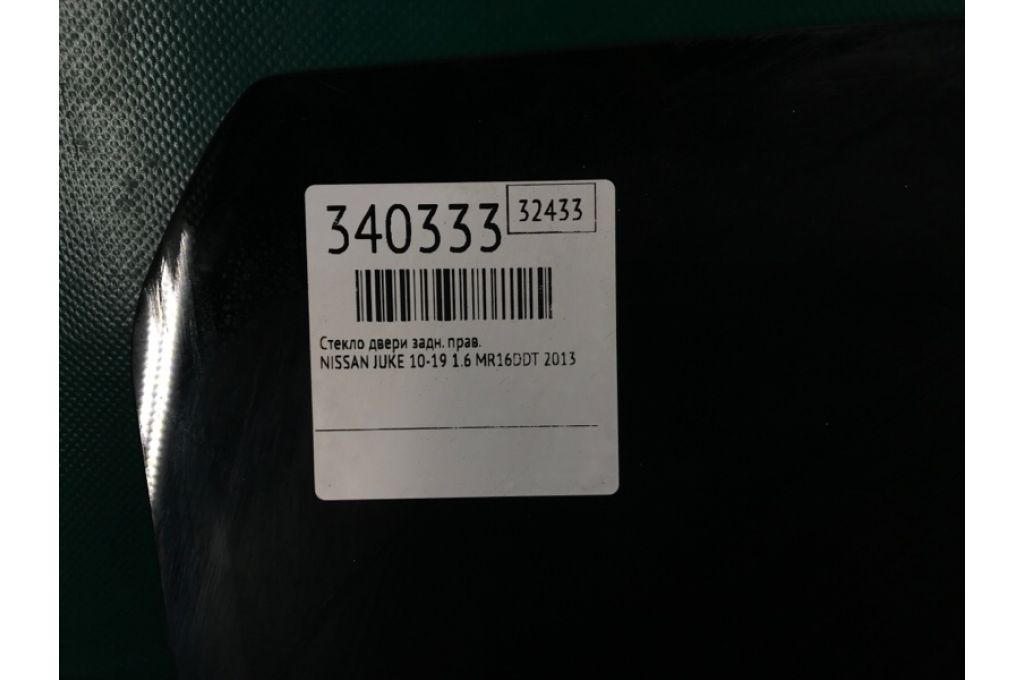 340333
32433
Стекло двери задн. прав.
NISSAN JUKE 10-19 1.6 MR16DDT 2013